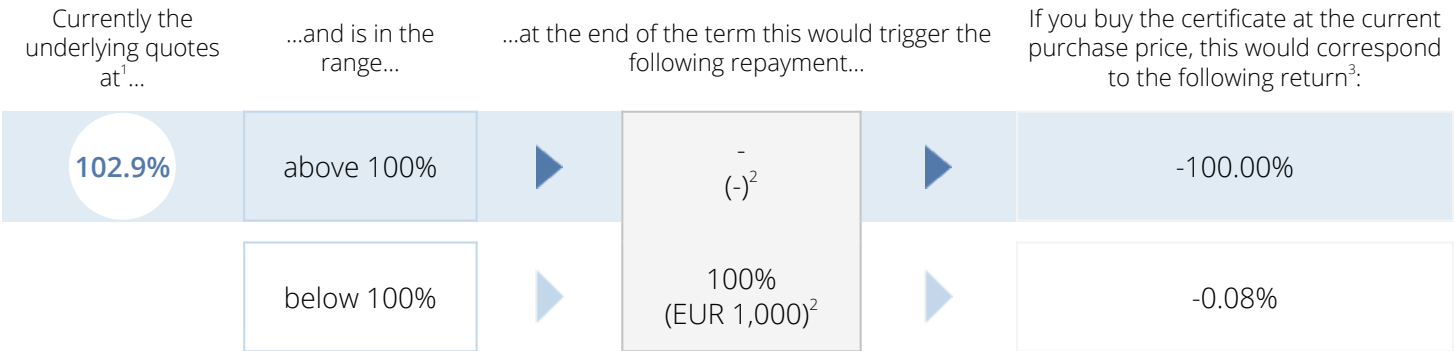 Currently the
underlying quotes
at¹...
...and is in the
range...
...at the end of the term this would trigger the
following repayment...
If you buy the certificate at the current
purchase price, this would correspond
to the following return³:
102.9%
above 100%
-
(-)²
-100.00%
below 100%
100%
(EUR 1,000)²
-0.08%